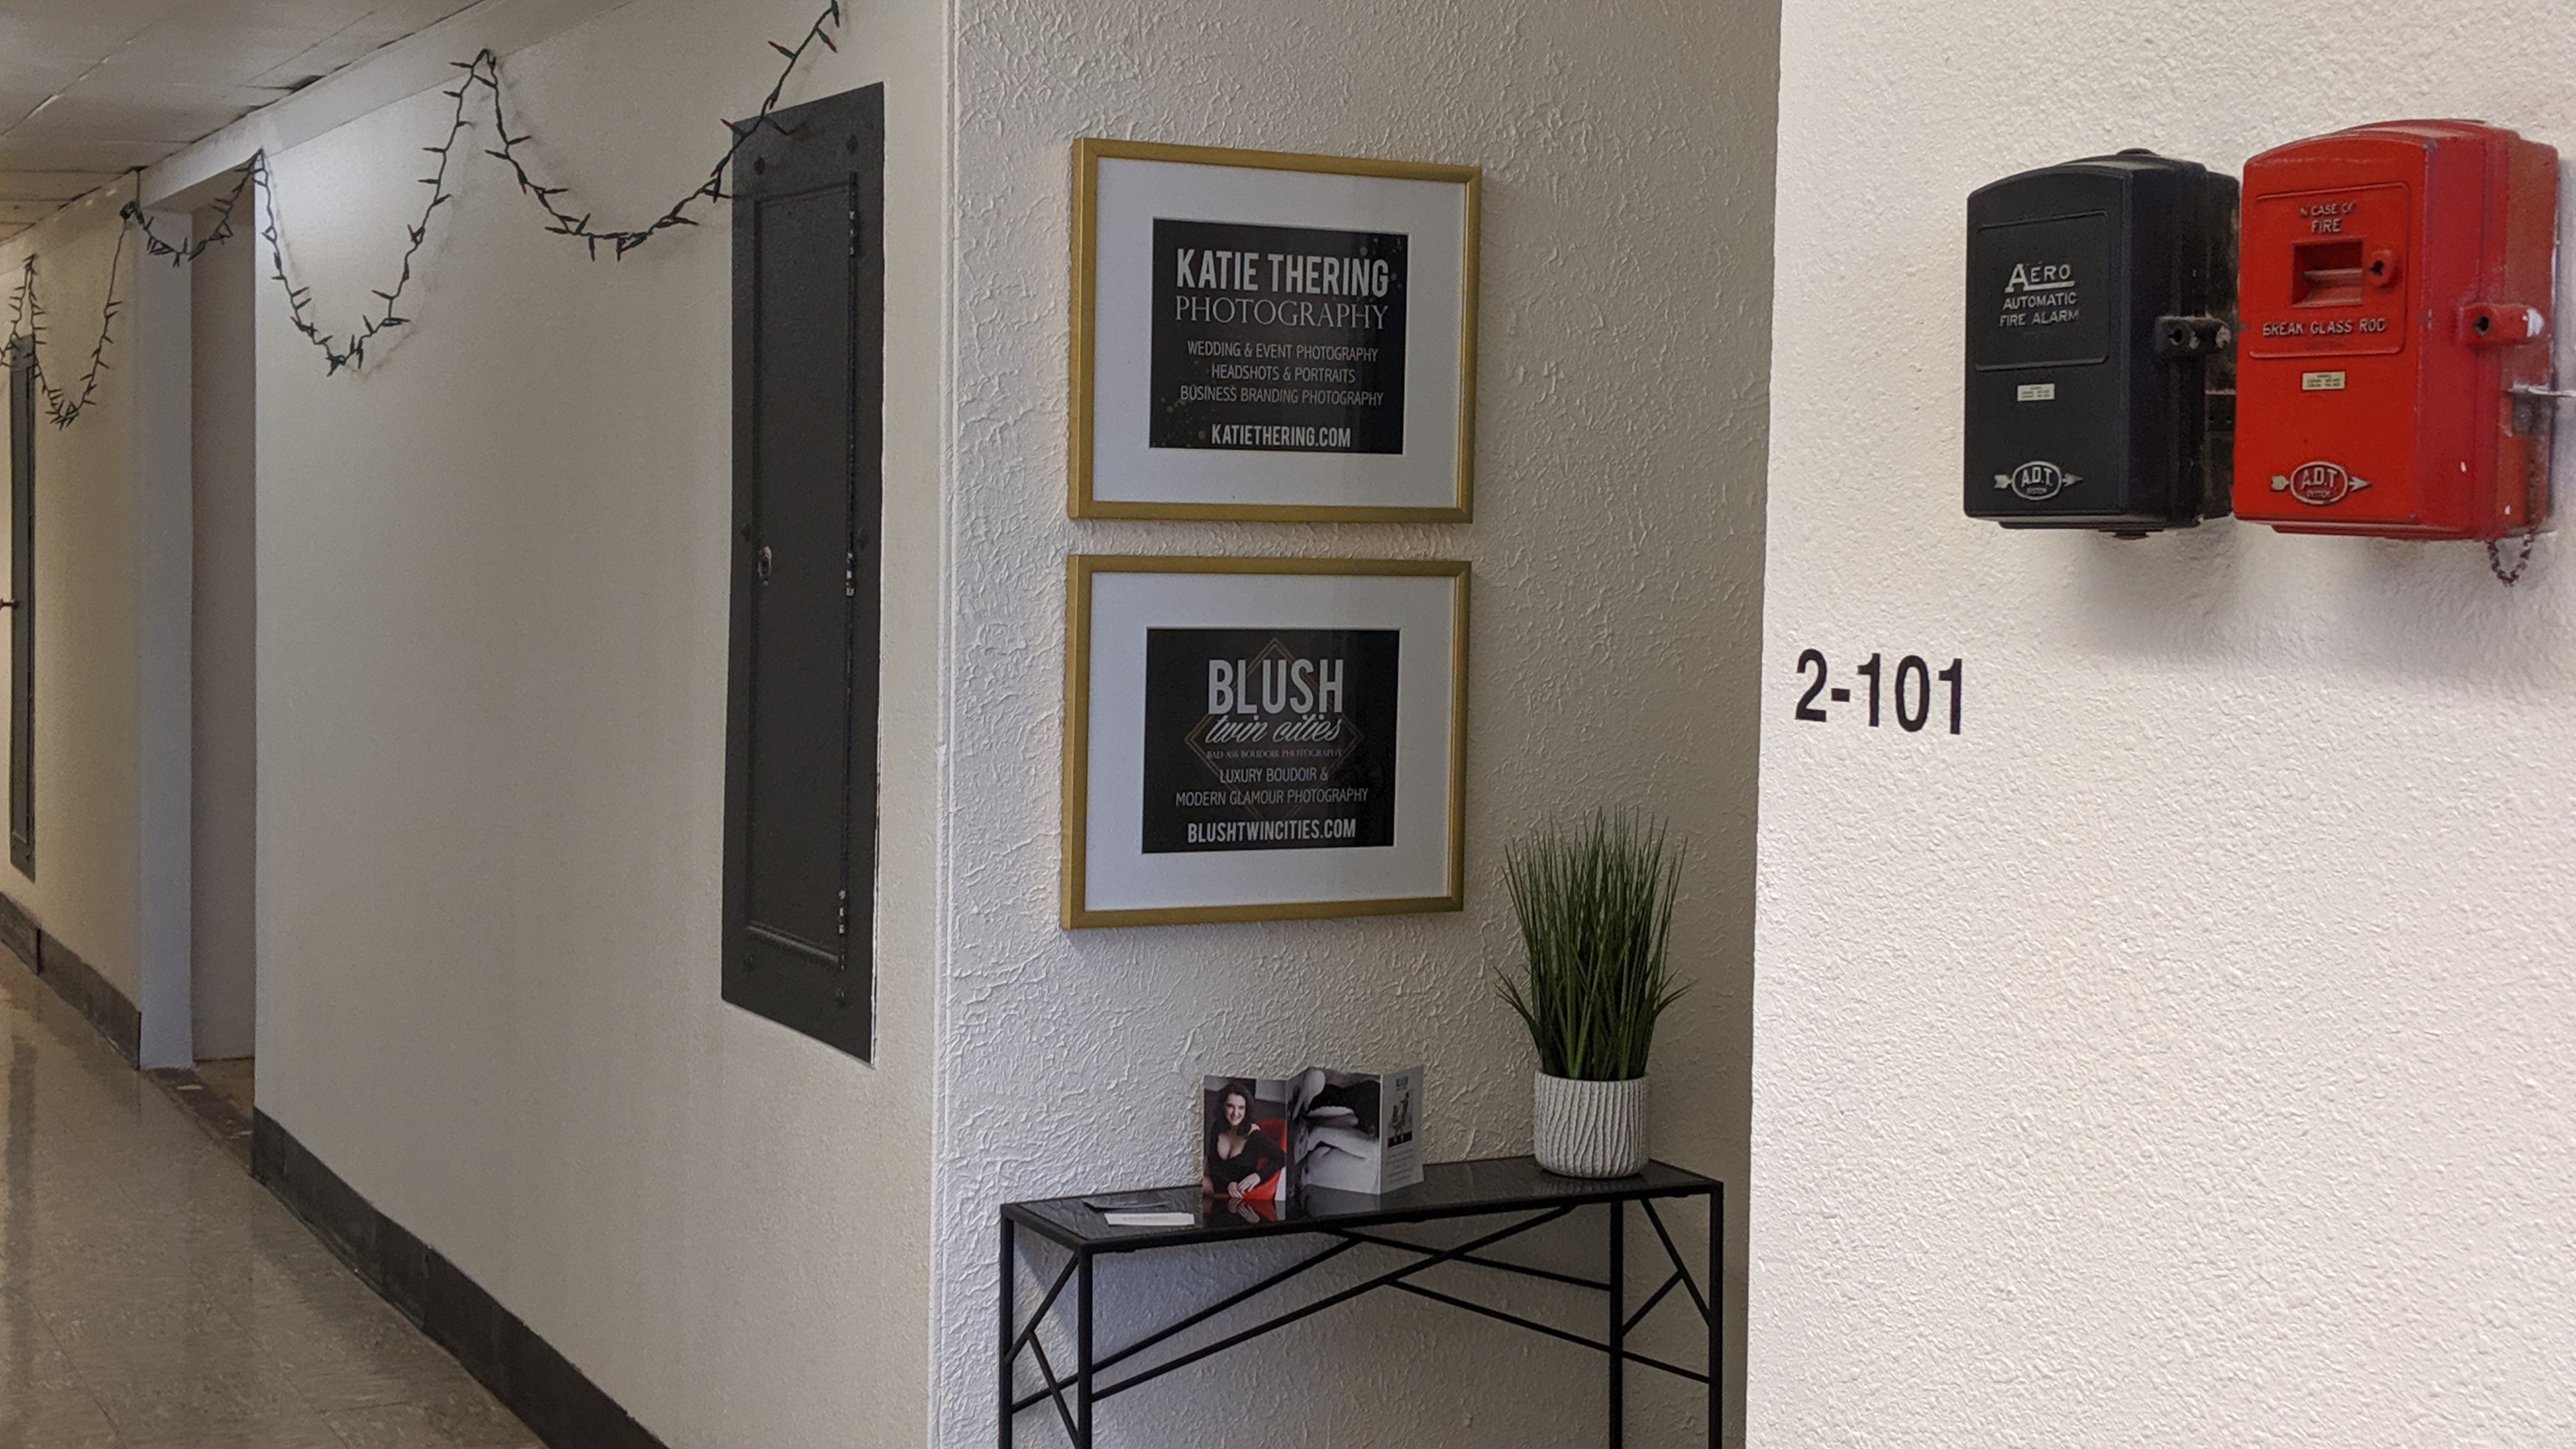 KATIE THERING
PHOTOGRAPHY
WEDDING & EVENT PHOTOGRAPHY
HEADSHOTS & PORTRAITS
BUSINESS BRANDING PHOTOGRAPHY
KATIETHERING.COM
BLUSH
twin cities
BAD ASS BOUDOIR PHOTOGRAPHY
LUXURY BOUDOIR &
MODERN GLAMOUR PHOTOGRAPHY
BLUSHTWINCITIES.COM
2-101
AERO
AUTOMATIC
FIRE ALARM
A.D.T.
SYSTEM
IN CASE OF
FIRE
BREAK GLASS ROD
A.D.T.
SYSTEM